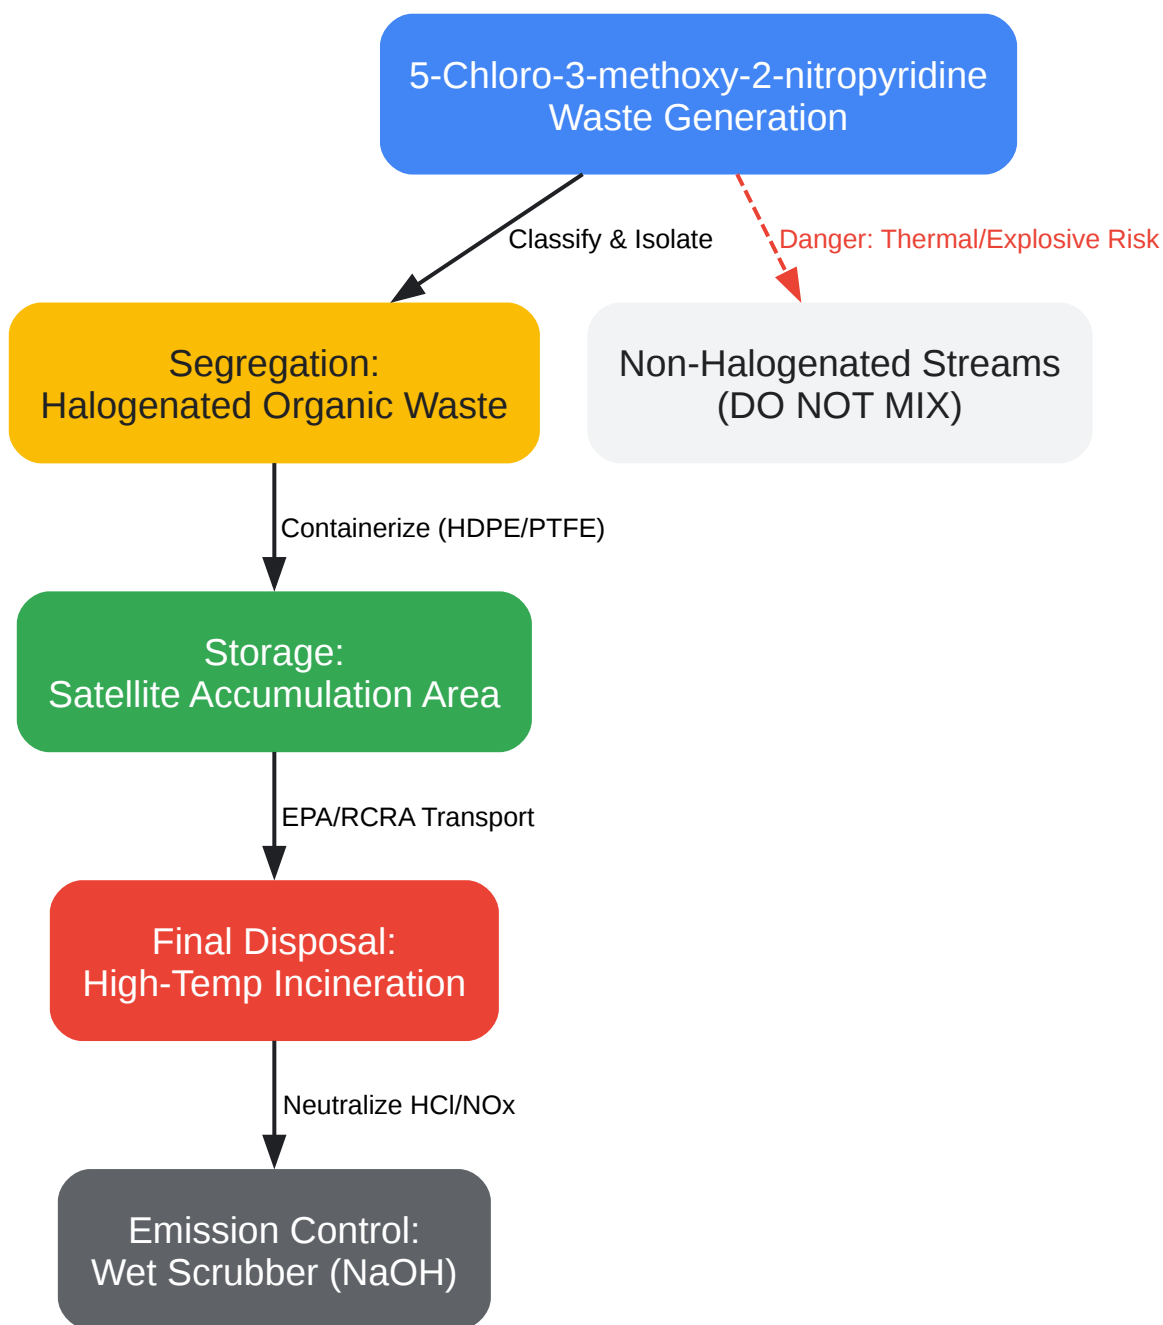 5-Chloro-3-methoxy-2-nitropyridine
Waste Generation
Classify & Isolate
Danger: Thermal/Explosive Risk
Segregation:
Halogenated Organic Waste
Non-Halogenated Streams
(DO NOT MIX)
Containerize (HDPE/PTFE)
Storage:
Satellite Accumulation Area
EPA/RCRA Transport
Final Disposal:
High-Temp Incineration
Neutralize HCl/NOx
Emission Control:
Wet Scrubber (NaOH)